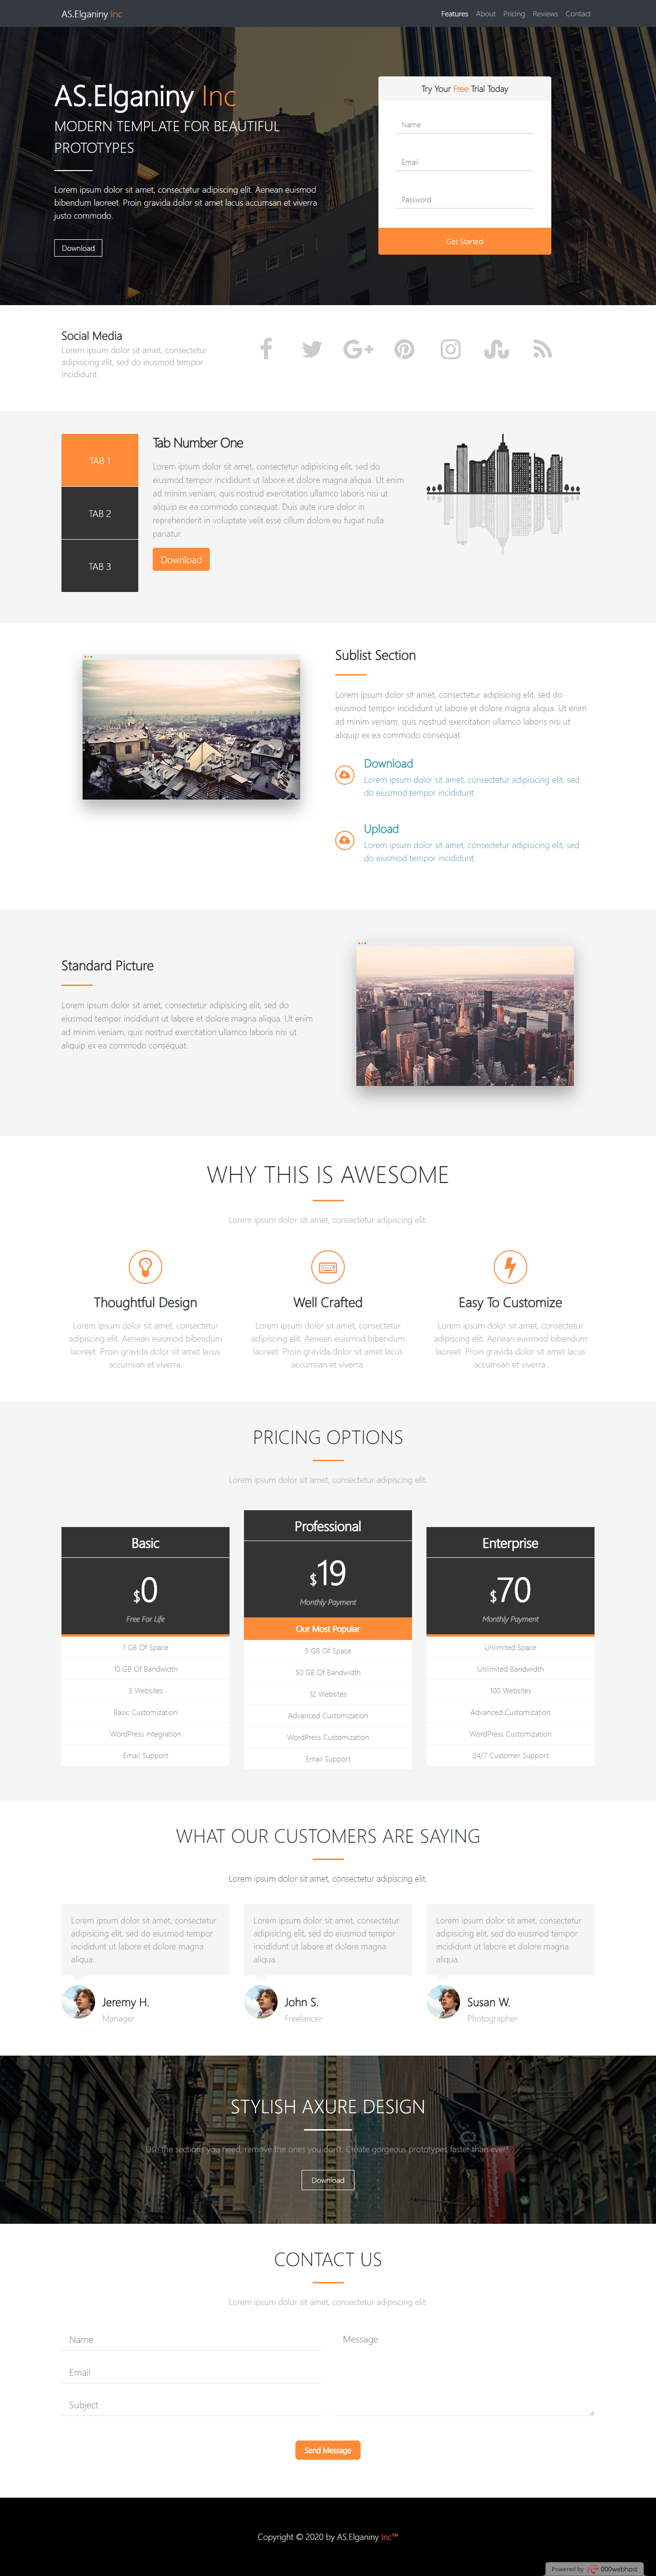 AS.Elganiny Inc
Features About Pricing Reviews Contact
AS.Elganiny Inc
MODERN TEMPLATE FOR BEAUTIFUL
PROTOTYPES
Lorem ipsum dolor sit amet, consectetur adipiscing elit. Aenean euismod
bibendum laoreet. Proin gravida dolor sit amet lacus accumsan et viverra
justo commodo.
Download
Try Your Free Trial Today
Name
Email
Password
Get Started
Social Media
Lorem ipsum dolor sit amet, consectetur
adipisicing elit, sed do eiusmod tempor
incididunt.
TAB 1
TAB 2
TAB 3
Tab Number One
Lorem ipsum dolor sit amet, consectetur adipisicing elit, sed do
eiusmod tempor incididunt ut labore et dolore magna aliqua. Ut enim
ad minim veniam, quis nostrud exercitation ullamco laboris nisi ut
aliquip ex ea commodo consequat. Duis aute irure dolor in
reprehenderit in voluptate velit esse cillum dolore eu fugiat nulla
pariatur.
Download
Sublist Section
Lorem ipsum dolor sit amet, consectetur adipisicing elit, sed do
eiusmod tempor incididunt ut labore et dolore magna aliqua. Ut enim
ad minim veniam, quis nostrud exercitation ullamco laboris nisi ut
aliquip ex ea commodo consequat.
Download
Lorem ipsum dolor sit amet, consectetur adipisicing elit, sed
do eiusmod tempor incididunt.
Upload
Lorem ipsum dolor sit amet, consectetur adipisicing elit, sed
do eiusmod tempor incididunt.
Standard Picture
Lorem ipsum dolor sit amet, consectetur adipisicing elit, sed do
eiusmod tempor incididunt ut labore et dolore magna aliqua. Ut enim
ad minim veniam, quis nostrud exercitation ullamco laboris nisi ut
aliquip ex ea commodo consequat.
WHY THIS IS AWESOME
Lorem ipsum dolor sit amet, consectetur adipiscing elit.
Thoughtful Design
Lorem ipsum dolor sit amet, consectetur
adipiscing elit. Aenean euismod bibendum
laoreet. Proin gravida dolor sit amet lacus
accumsan et viverra.
Well Crafted
Lorem ipsum dolor sit amet, consectetur
adipiscing elit. Aenean euismod bibendum
laoreet. Proin gravida dolor sit amet lacus
accumsan et viverra.
Easy To Customize
Lorem ipsum dolor sit amet, consectetur
adipiscing elit. Aenean euismod bibendum
laoreet. Proin gravida dolor sit amet lacus
accumsan et viverra.
PRICING OPTIONS
Lorem ipsum dolor sit amet, consectetur adipiscing elit.
Basic
$0
Free For Life
1 GB Of Space
10 GB Of Bandwidth
3 Websites
Basic Customization
WordPress Integration
Email Support
Professional
$19
Monthly Payment
Our Most Popular
5 GB Of Space
50 GB Of Bandwidth
12 Websites
Advanced Customization
WordPress Customization
Email Support
Enterprise
$70
Monthly Payment
Unlimited Space
Unlimited Bandwidth
100 Websites
Advanced Customization
WordPress Customization
24/7 Customer Support
WHAT OUR CUSTOMERS ARE SAYING
Lorem ipsum dolor sit amet, consectetur adipiscing elit.
Lorem ipsum dolor sit amet, consectetur
adipisicing elit, sed do eiusmod tempor
incididunt ut labore et dolore magna
aliqua.
Jeremy H.
Manager
Lorem ipsum dolor sit amet, consectetur
adipisicing elit, sed do eiusmod tempor
incididunt ut labore et dolore magna
aliqua.
John S.
Freelancer
Lorem ipsum dolor sit amet, consectetur
adipisicing elit, sed do eiusmod tempor
incididunt ut labore et dolore magna
aliqua.
Susan W.
Photographer
STYLISH AXURE DESIGN
Use the sections you need, remove the ones you don't. Create gorgeous prototypes faster than ever!
Download
CONTACT US
Lorem ipsum dolor sit amet, consectetur adipiscing elit.
Name
Email
Subject
Message
Send Message
Copyright © 2020 by AS.Elganiny Inc™
Powered by 000webhost